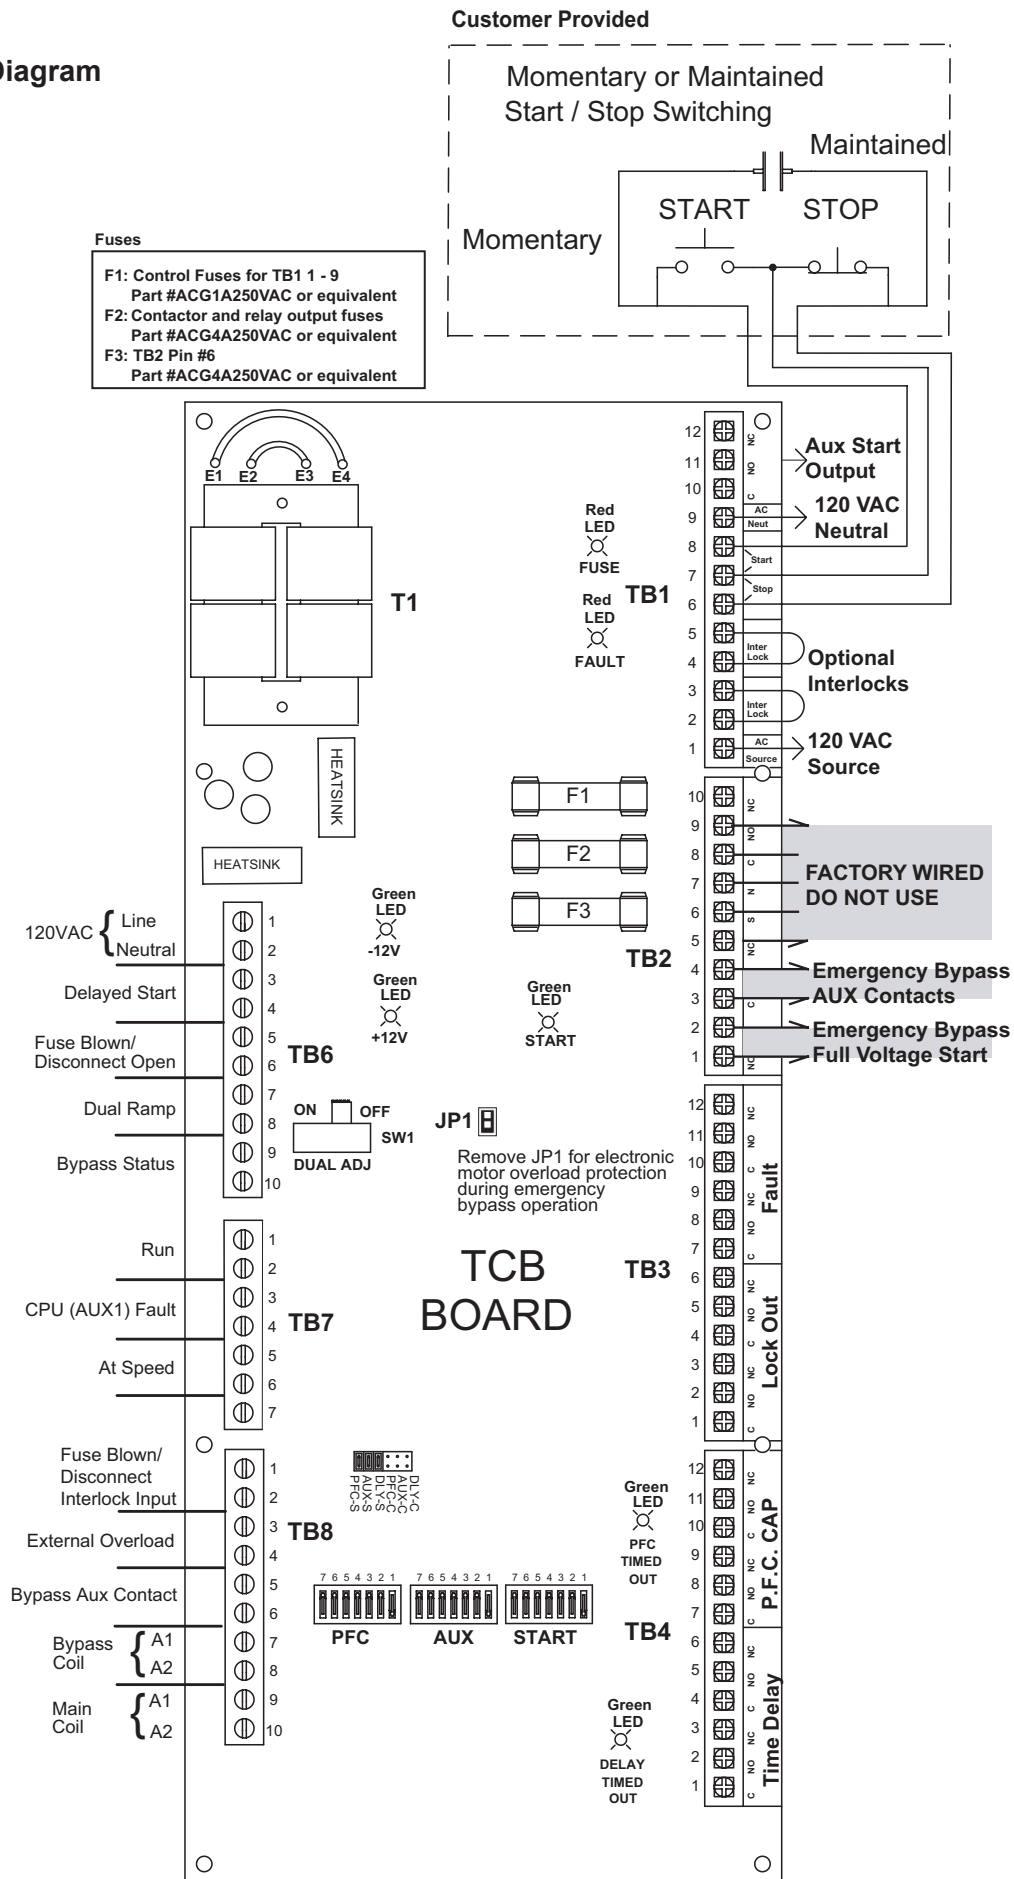 Customer Provided
Diagram
Momentary or Maintained
Start / Stop Switching
Maintained
START
STOP
Momentary
Fuses
F1: Control Fuses for TB1 1 - 9
Part #ACG1A250VAC or equivalent
F2: Contactor and relay output fuses
Part #ACG4A250VAC or equivalent
F3: TB2 Pin #6
Part #ACG4A250VAC or equivalent
E1 E2 E3 E4
T1
HEATSINK
HEATSINK
Red
LED
FUSE
Red
LED
FAULT
TB1
12 NC
11 NO
10 C
9 AC Neut
8
Start
7
Stop
6
5
Inter
Lock
4
3
Inter
Lock
2
1 AC Source
Aux Start
Output
120 VAC
Neutral
Optional
Interlocks
120 VAC
Source
F1
F2
F3
Green
LED
-12V
Green
LED
+12V
Green
LED
START
TB2
10 NC
9 NO
8 C
7 N
6 S
5 NC
4
3 C
2
1 NC
FACTORY WIRED
DO NOT USE
Emergency Bypass
AUX Contacts
Emergency Bypass
Full Voltage Start
120VAC { Line
Neutral
Delayed Start
Fuse Blown/
Disconnect Open
Dual Ramp
Bypass Status
1
2
3
4
5
6
7
8
9
10
TB6
ON OFF
SW1
DUAL ADJ
JP1
Remove JP1 for electronic
motor overload protection
during emergency
bypass operation
TCB
BOARD
TB3
12 NC
11 NO
10 C
9 NC
8 NO
7 C
Fault
6 NC
5 NO
4 C
3 NC
2 NO
1 C
Lock Out
Run
CPU (AUX1) Fault
At Speed
1
2
3
4
5
6
7
TB7
Fuse Blown/
Disconnect
Interlock Input
External Overload
Bypass Aux Contact
Bypass
Coil
{ A1
A2
Main
Coil
{ A1
A2
1
2
3
4
5
6
7
8
9
10
TB8
PFC-S
AUX-S
DLY-S
PFC-C
AUX-C
DLY-C
7 6 5 4 3 2 1
PFC
7 6 5 4 3 2 1
AUX
7 6 5 4 3 2 1
START
Green
LED
PFC
TIMED
OUT
Green
LED
DELAY
TIMED
OUT
TB4
12 NC
11 NO
10 C
9 NC
8 NO
7 C
P.F.C. CAP
6 NC
5 NO
4 C
3 NC
2 NO
1 C
Time Delay